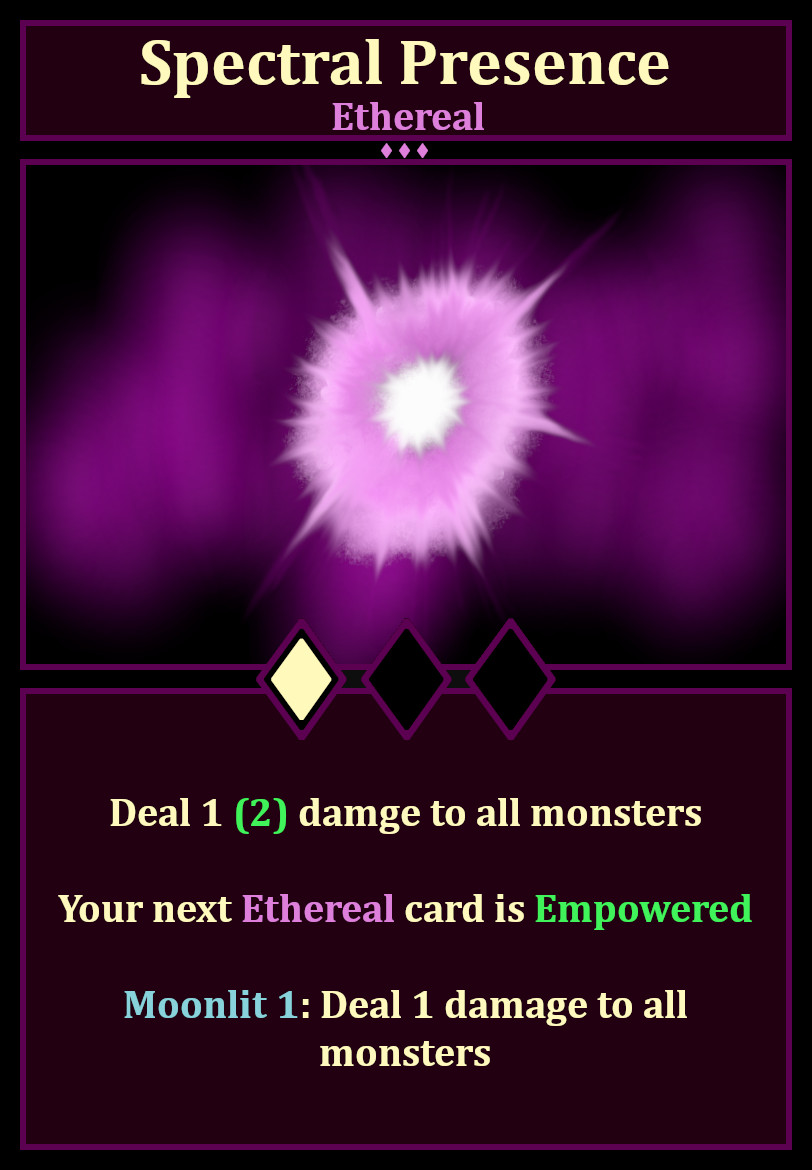 Spectral Presence
Ethereal
Deal 1 (2) damge to all monsters
Your next Ethereal card is Empowered
Moonlit 1: Deal 1 damage to all
monsters